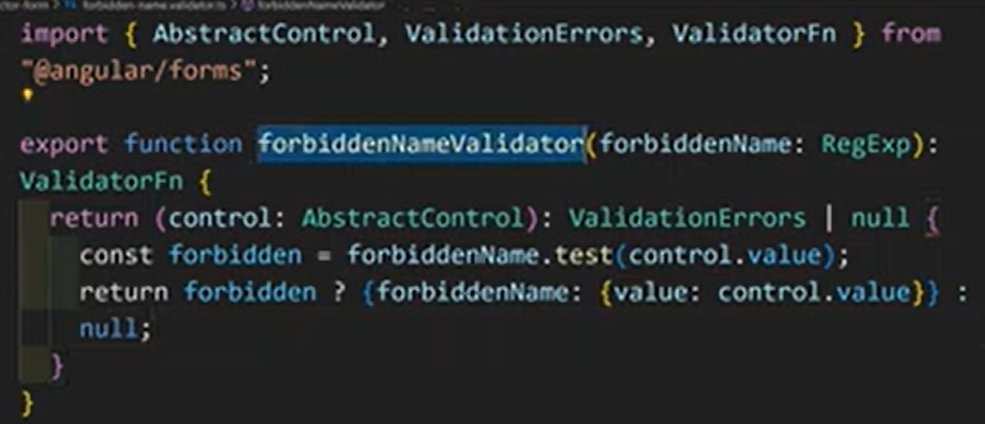 ctor-form > TS forbidden-name.validator.ts > forbiddenNameValidator
import { AbstractControl, ValidationErrors, ValidatorFn } from
"@angular/forms";
export function forbiddenNameValidator(forbiddenName: RegExp):
ValidatorFn {
return (control: AbstractControl): ValidationErrors | null {
const forbidden = forbiddenName.test(control.value);
return forbidden ? {forbiddenName: {value: control.value}} :
null;
}
}